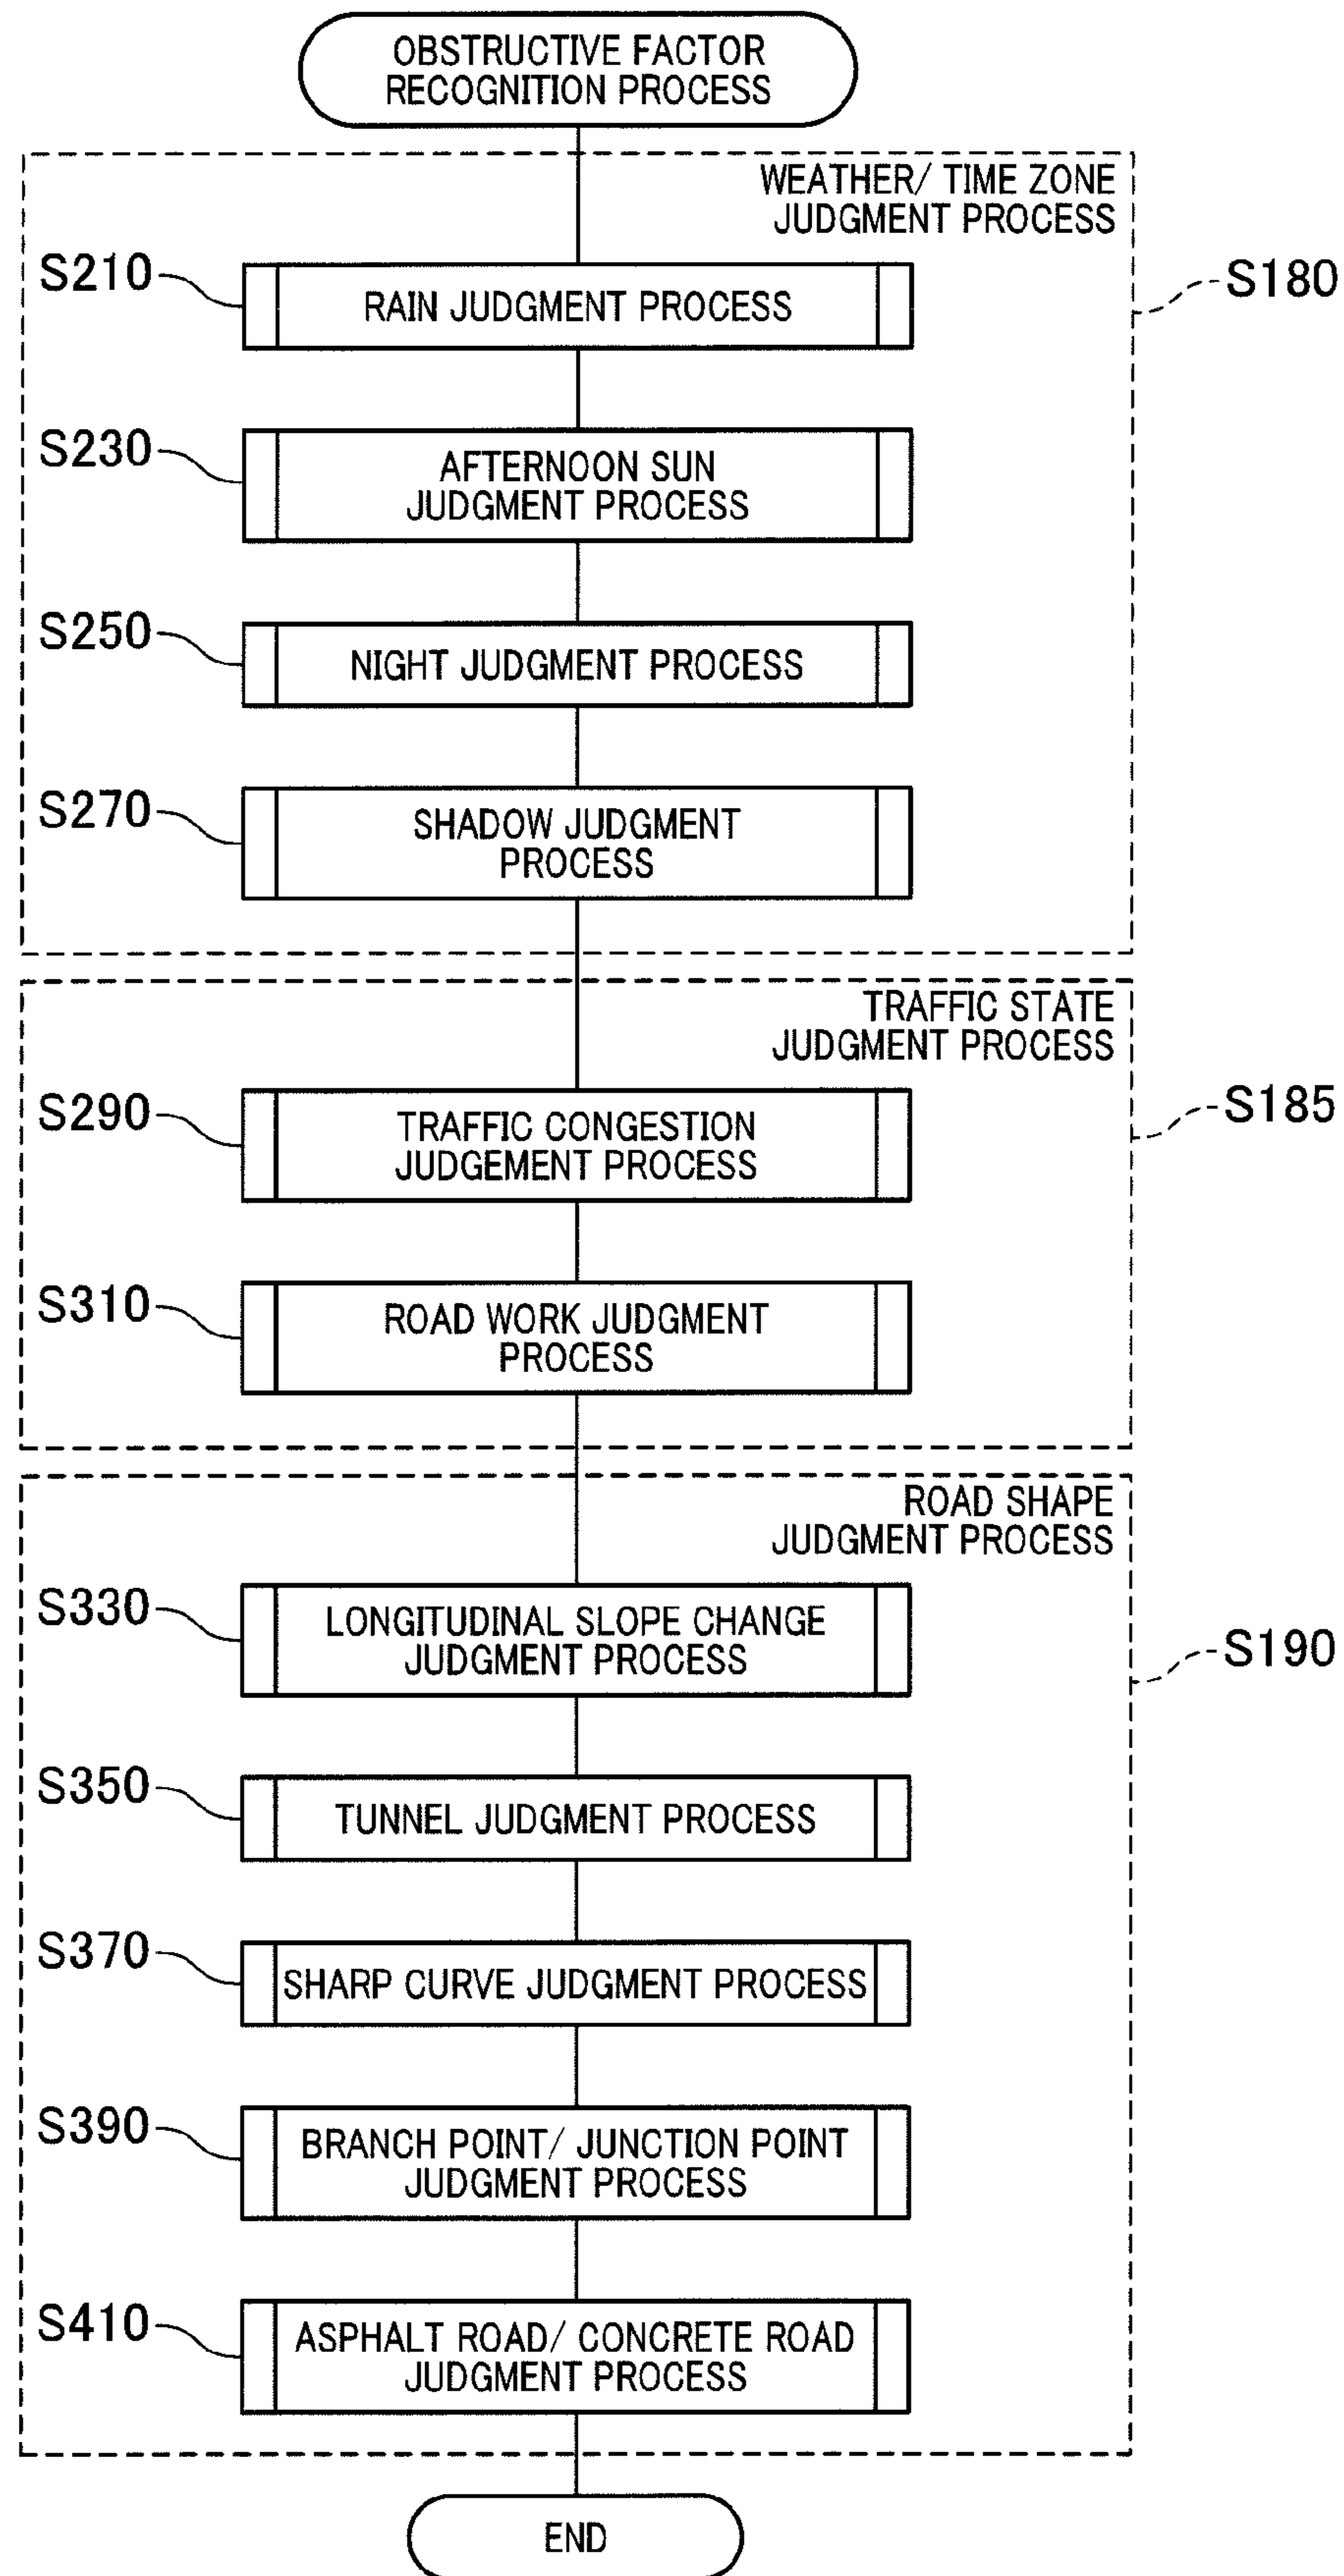 OBSTRUCTIVE FACTOR
RECOGNITION PROCESS
WEATHER/ TIME ZONE
JUDGMENT PROCESS
S180
S210
RAIN JUDGMENT PROCESS
S230
AFTERNOON SUN
JUDGMENT PROCESS
S250
NIGHT JUDGMENT PROCESS
S270
SHADOW JUDGMENT
PROCESS
TRAFFIC STATE
JUDGMENT PROCESS
S185
S290
TRAFFIC CONGESTION
JUDGEMENT PROCESS
S310
ROAD WORK JUDGMENT
PROCESS
ROAD SHAPE
JUDGMENT PROCESS
S190
S330
LONGITUDINAL SLOPE CHANGE
JUDGMENT PROCESS
S350
TUNNEL JUDGMENT PROCESS
S370
SHARP CURVE JUDGMENT PROCESS
S390
BRANCH POINT/ JUNCTION POINT
JUDGMENT PROCESS
S410
ASPHALT ROAD/ CONCRETE ROAD
JUDGMENT PROCESS
END